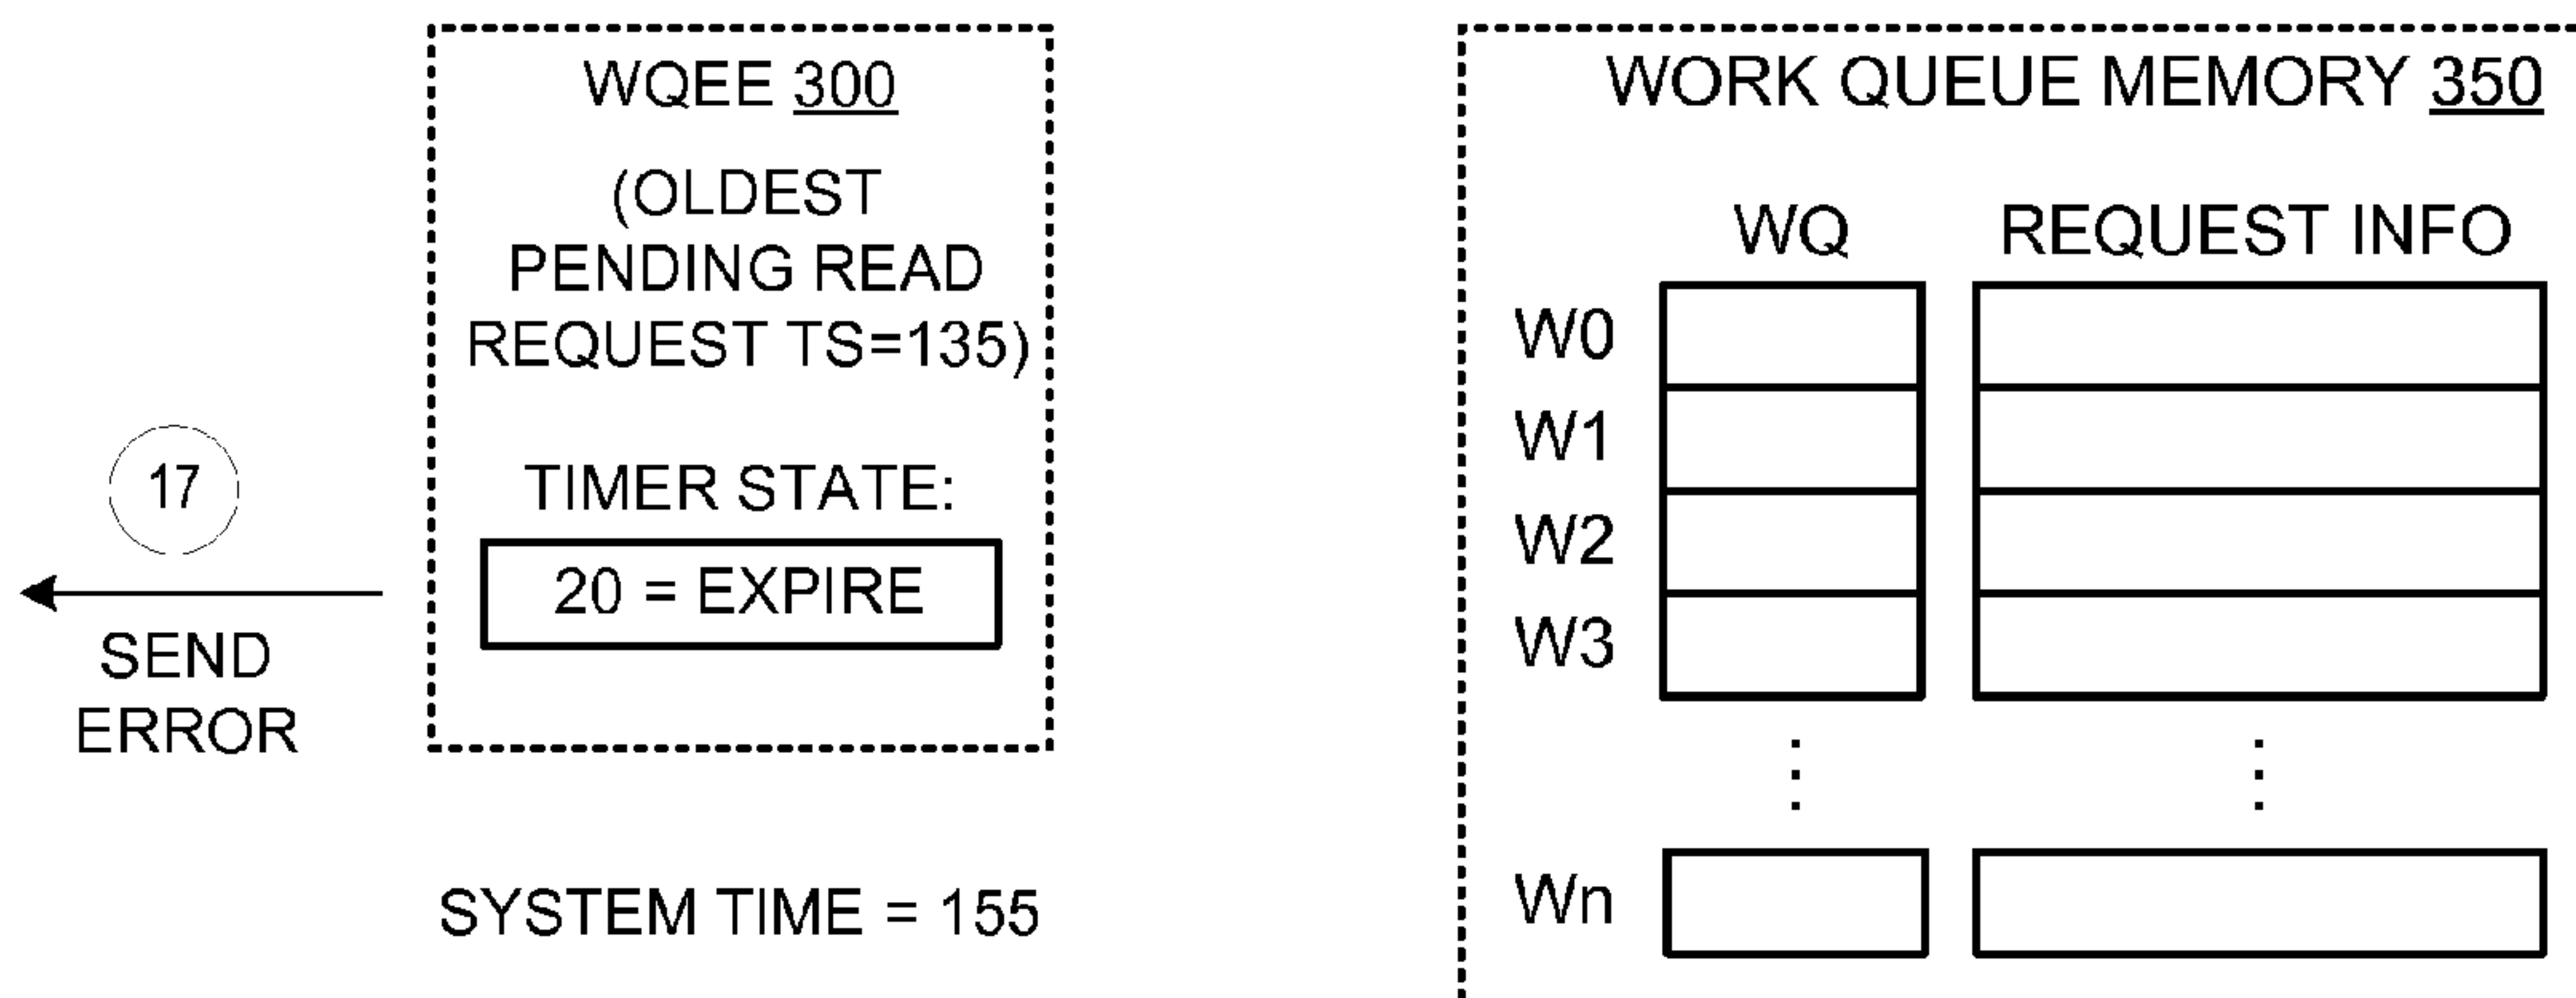 17
SEND
ERROR
WQEE 300
(OLDEST
PENDING READ
REQUEST TS=135)
TIMER STATE:
20 = EXPIRE
SYSTEM TIME = 155
WORK QUEUE MEMORY 350
WQ REQUEST INFO
W0
W1
W2
W3
Wn